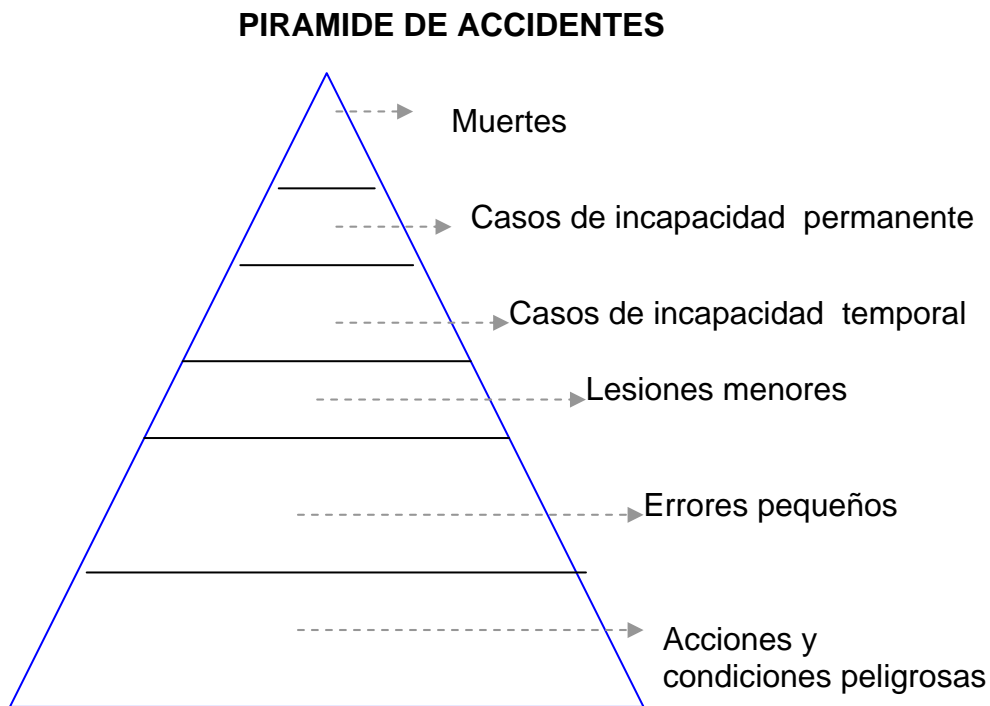 PIRAMIDE DE ACCIDENTES
Muertes
Casos de incapacidad permanente
Casos de incapacidad temporal
Lesiones menores
Errores pequeños
Acciones y
condiciones peligrosas